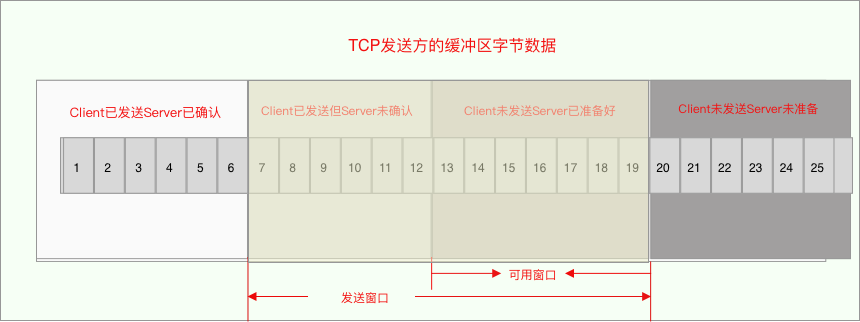 TCP发送方的缓冲区字节数据
Client已发送Server已确认
Client已发送但Server未确认
Client未发送Server已准备好
Client未发送Server未准备
1 2 3 4 5 6 7 8 9 10 11 12 13 14 15 16 17 18 19 20 21 22 23 24 25
可用窗口
发送窗口